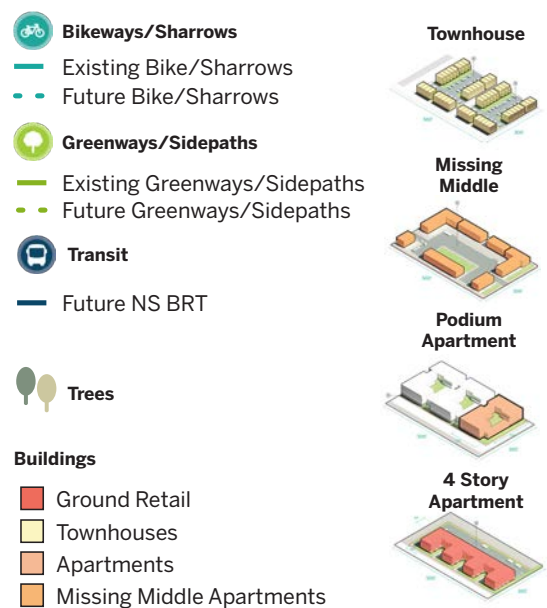 Bikeways/Sharrows
Existing Bike/Sharrows
Future Bike/Sharrows
Greenways/Sidepaths
Existing Greenways/Sidepaths
Future Greenways/Sidepaths
Transit
Future NS BRT
Trees
Buildings
Ground Retail
Townhouses
Apartments
Missing Middle Apartments
Townhouse
Missing
Middle
Podium
Apartment
4 Story
Apartment